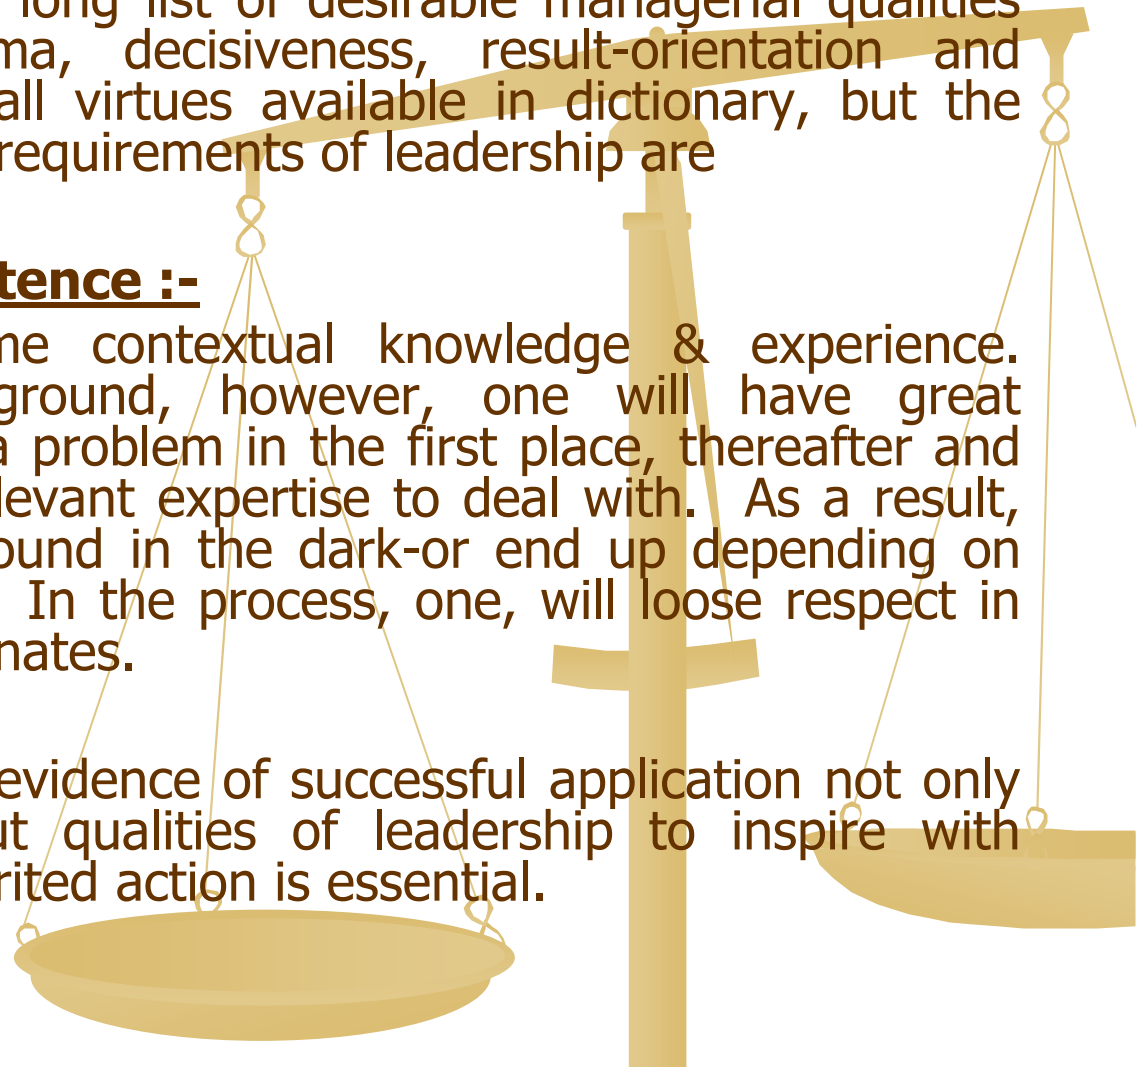 long list of desirable managerial qualities
ma, decisiveness, result-orientation and
all virtues available in dictionary, but the
requirements of leadership are
tence :-
me contextual knowledge & experience.
ground, however, one will have great
a problem in the first place, thereafter and
levant expertise to deal with. As a result,
ound in the dark-or end up depending on
In the process, one, will loose respect in
nates.
evidence of successful application not only
ut qualities of leadership to inspire with
rited action is essential.